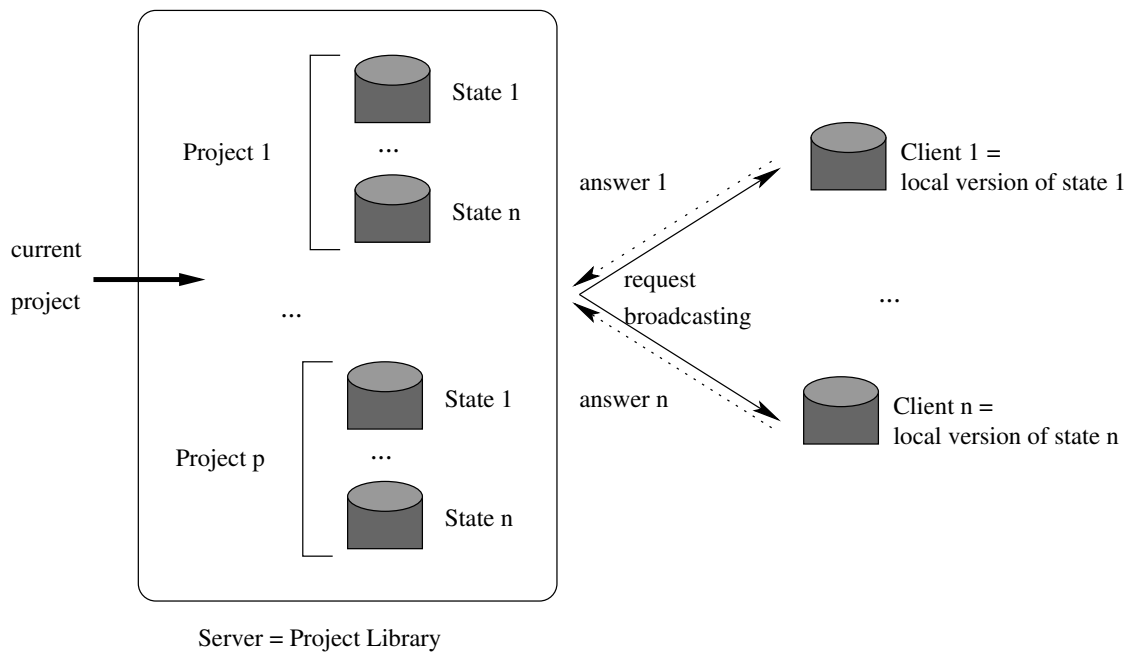 State 1
Project 1
...
State n
current
project
...
State 1
Project p
...
State n
Server = Project Library
answer 1
request
broadcasting
answer n
Client 1 =
local version of state 1
...
Client n =
local version of state n